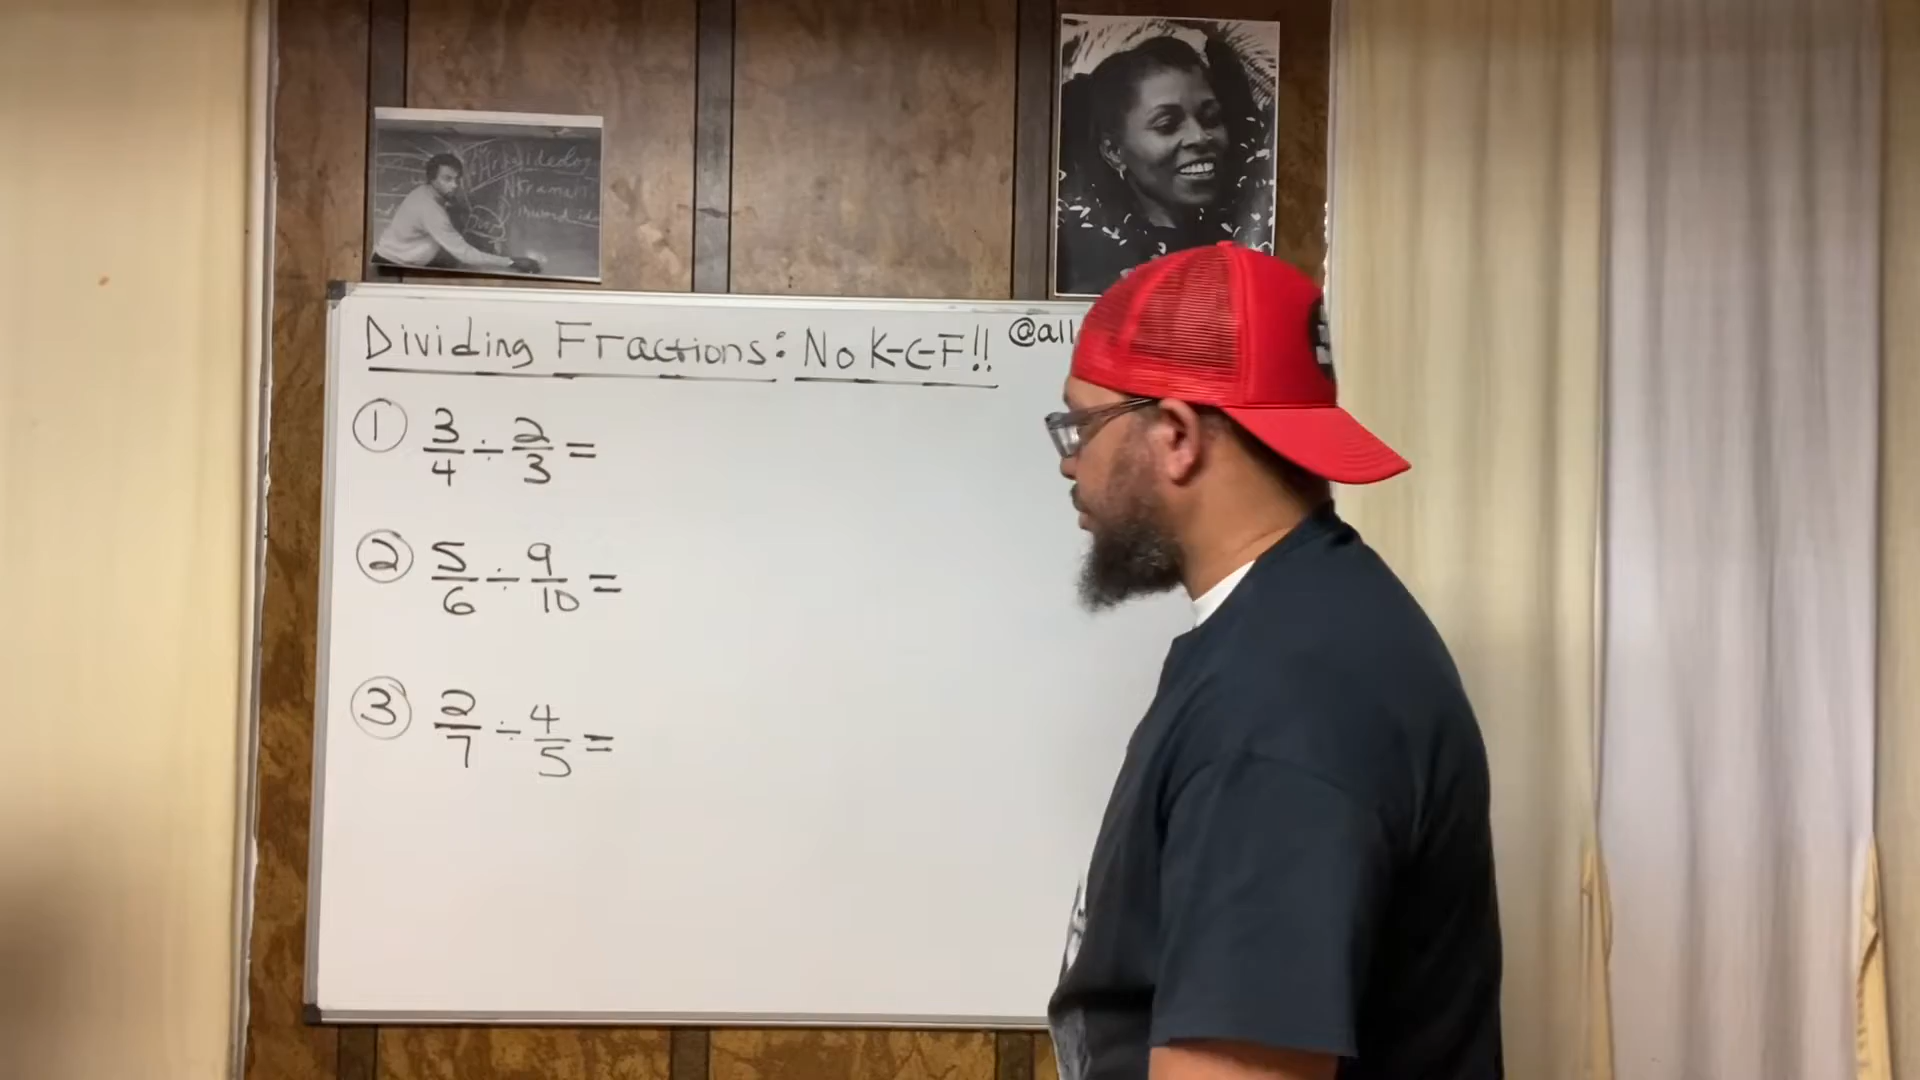 ideology
Dividing Fractions: No K-C-F!! @all
① 3/4 ÷ 2/3 =
② 5/6 ÷ 9/10 =
③ 2/7 ÷ 4/5 =